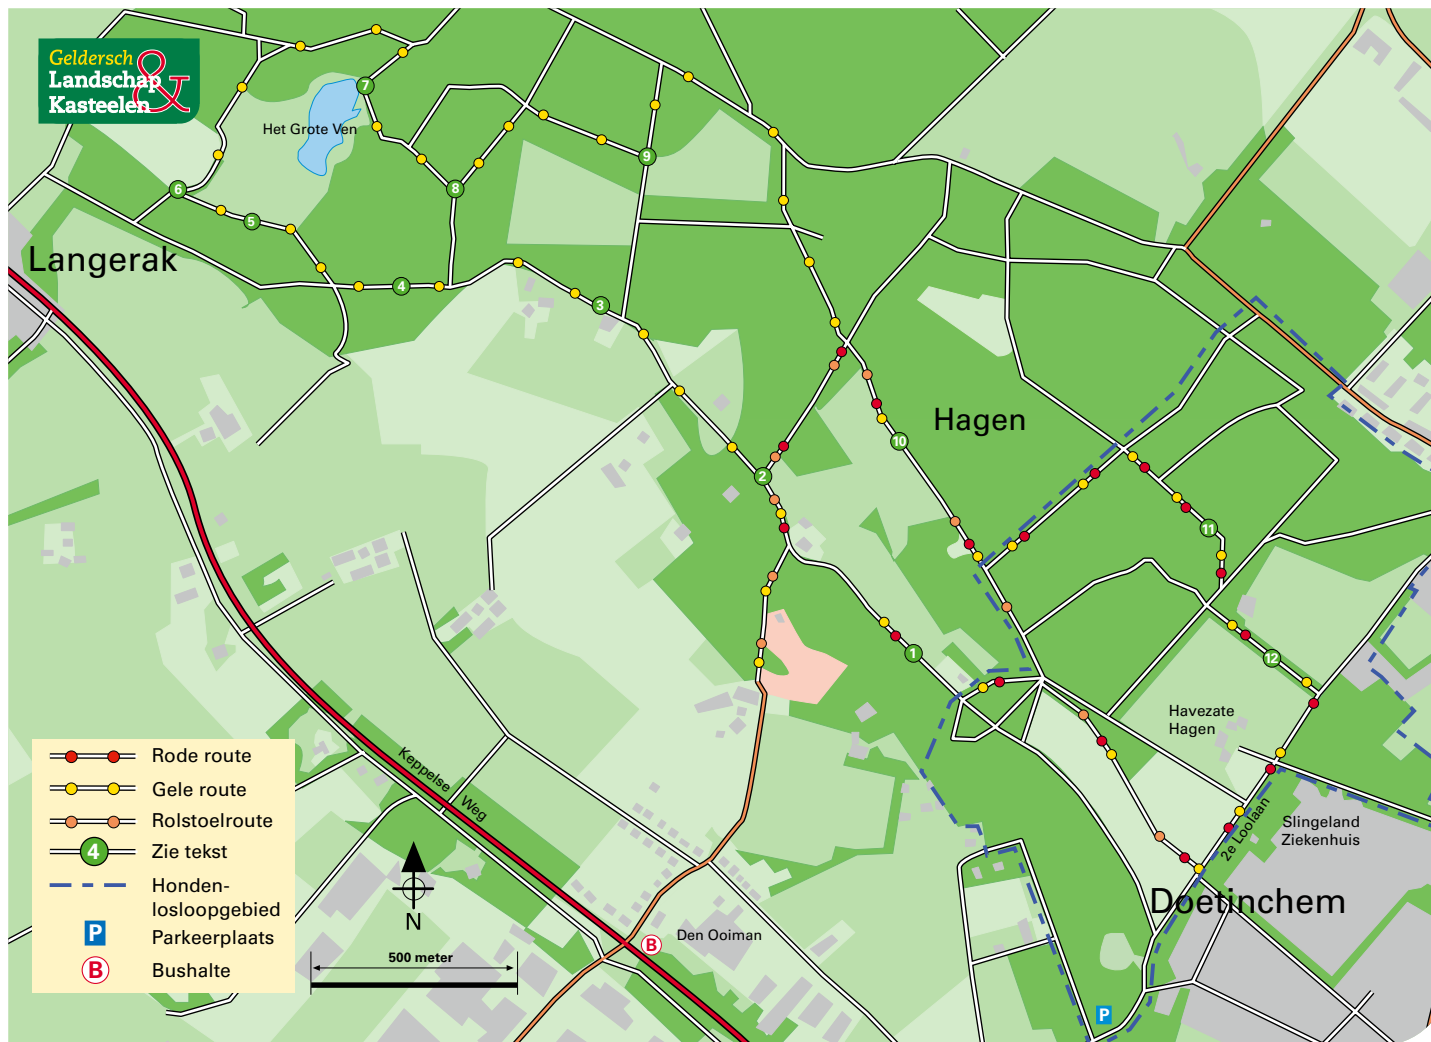 Geldersch
Landschap
&
Kasteelen
7
Het Grote Ven
9
6
8
5
Langerak
4
3
Hagen
10
2
11
1
12
Havezate
Hagen
Keppelse
Weg
2e Loolaan
Slingeland
Ziekenhuis
Doetinchem
Den Ooiman
B
P
Rode route
Gele route
Rolstoelroute
4 Zie tekst
Honden-
losloopgebied
P Parkeerplaats
B Bushalte
N
500 meter